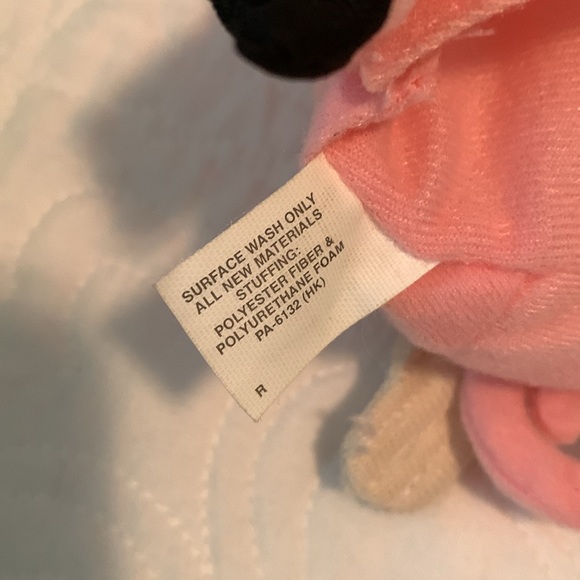 SURFACE WASH ONLY
ALL NEW MATERIALS
STUFFING:
POLYESTER FIBER &
POLYURETHANE FOAM
PA-6132 (HK)
R